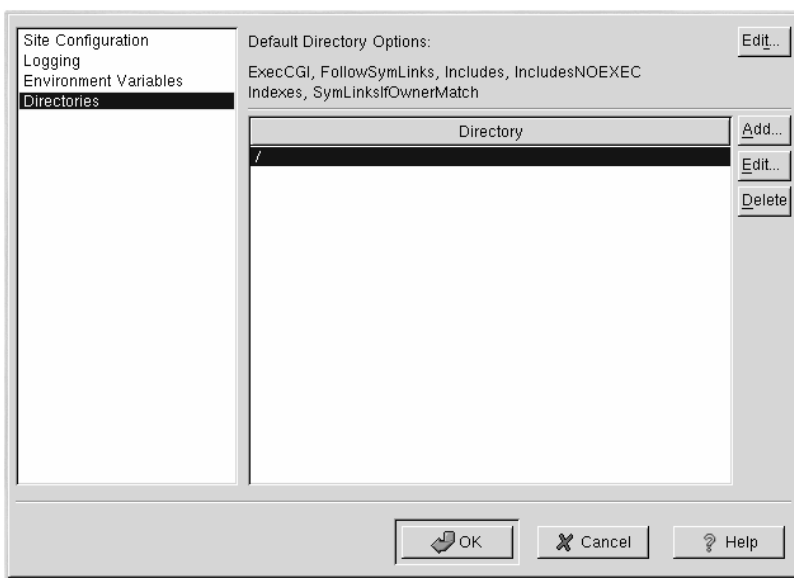 Site Configuration
Logging
Environment Variables
Directories
Default Directory Options:
Edit...
ExecCGI, FollowSymLinks, Includes, IncludesNOEXEC
Indexes, SymLinksIfOwnerMatch
Directory
/
Add...
Edit...
Delete
OK
Cancel
Help